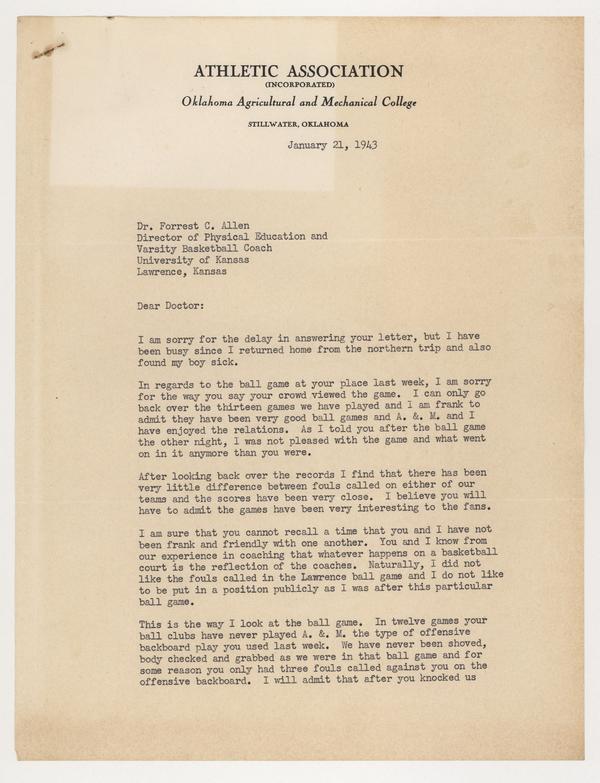 ATHLETIC ASSOCIATION
(INCORPORATED)
Oklahoma Agricultural and Mechanical College
STILLWATER, OKLAHOMA
January 21, 1943
Dr. Forrest C. Allen
Director of Physical Education and
Varsity Basketball Coach
University of Kansas
Lawrence, Kansas
Dear Doctor:
I am sorry for the delay in answering your letter, but I have
been busy since I returned home from the northern trip and also
found my boy sick.
In regards to the ball game at your place last week, I am sorry
for the way you say your crowd viewed the game. I can only go
back over the thirteen games we have played and I am frank to
admit they have been very good ball games and A. &. M. and I
have enjoyed the relations. As I told you after the ball game
the other night, I was not pleased with the game and what went
on in it anymore than you were.
After looking back over the records I find that there has been
very little difference between fouls called on either of our
teams and the scores have been very close. I believe you will
have to admit the games have been very interesting to the fans.
I am sure that you cannot recall a time that you and I have not
been frank and friendly with one another. You and I know from
our experience in coaching that whatever happens on a basketball
court is the reflection of the coaches. Naturally, I did not
like the fouls called in the Lawrence ball game and I do not like
to be put in a position publicly as I was after this particular
ball game.
This is the way I look at the ball game. In twelve games your
ball clubs have never played A. &. M. the type of offensive
backboard play you used last week. We have never been shoved,
body checked and grabbed as we were in that ball game and for
some reason you only had three fouls called against you on the
offensive backboard. I will admit that after you knocked us